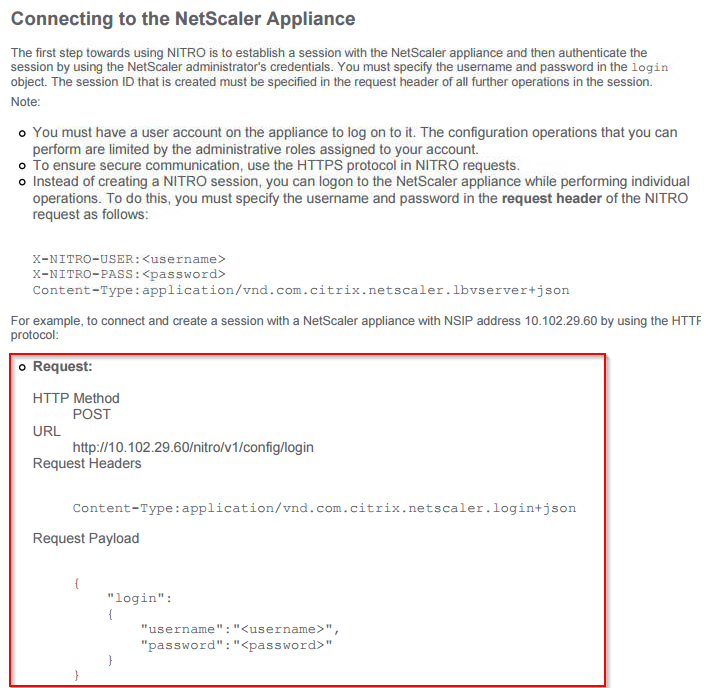 Connecting to the NetScaler Appliance
The first step towards using NITRO is to establish a session with the NetScaler appliance and then authenticate the
session by using the NetScaler administrator's credentials. You must specify the username and password in the login
object. The session ID that is created must be specified in the request header of all further operations in the session.
Note:
You must have a user account on the appliance to log on to it. The configuration operations that you can
perform are limited by the administrative roles assigned to your account.
To ensure secure communication, use the HTTPS protocol in NITRO requests.
Instead of creating a NITRO session, you can logon to the NetScaler appliance while performing individual
operations. To do this, you must specify the username and password in the request header of the NITRO
request as follows:
X-NITRO-USER:<username>
X-NITRO-PASS:<password>
Content-Type:application/vnd.com.citrix.netscaler.lbvserver+json
For example, to connect and create a session with a NetScaler appliance with NSIP address 10.102.29.60 by using the HTTP
protocol:
Request:
HTTP Method
POST
URL
http://10.102.29.60/nitro/v1/config/login
Request Headers
Content-Type:application/vnd.com.citrix.netscaler.login+json
Request Payload
{
"login":
{
"username":"<username>",
"password":"<password>"
}
}